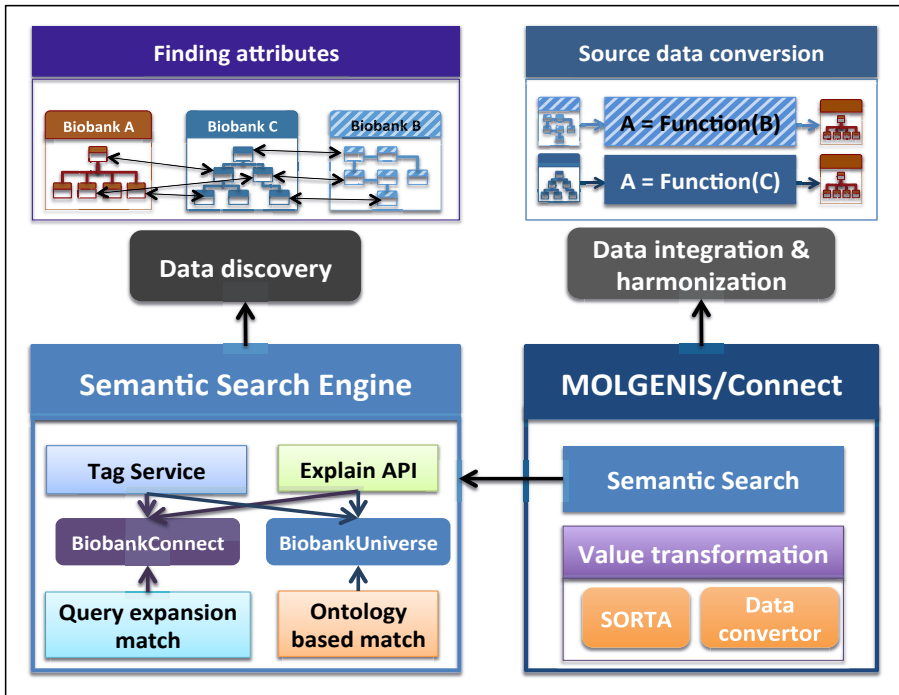 Finding attributes
Biobank A
Biobank C
Biobank B
Source data conversion
A = Function(B)
A = Function(C)
Data discovery
Data integration &
harmonization
Semantic Search Engine
Tag Service
Explain API
BiobankConnect
BiobankUniverse
Query expansion
match
Ontology
based match
MOLGENIS/Connect
Semantic Search
Value transformation
SORTA
Data
convertor